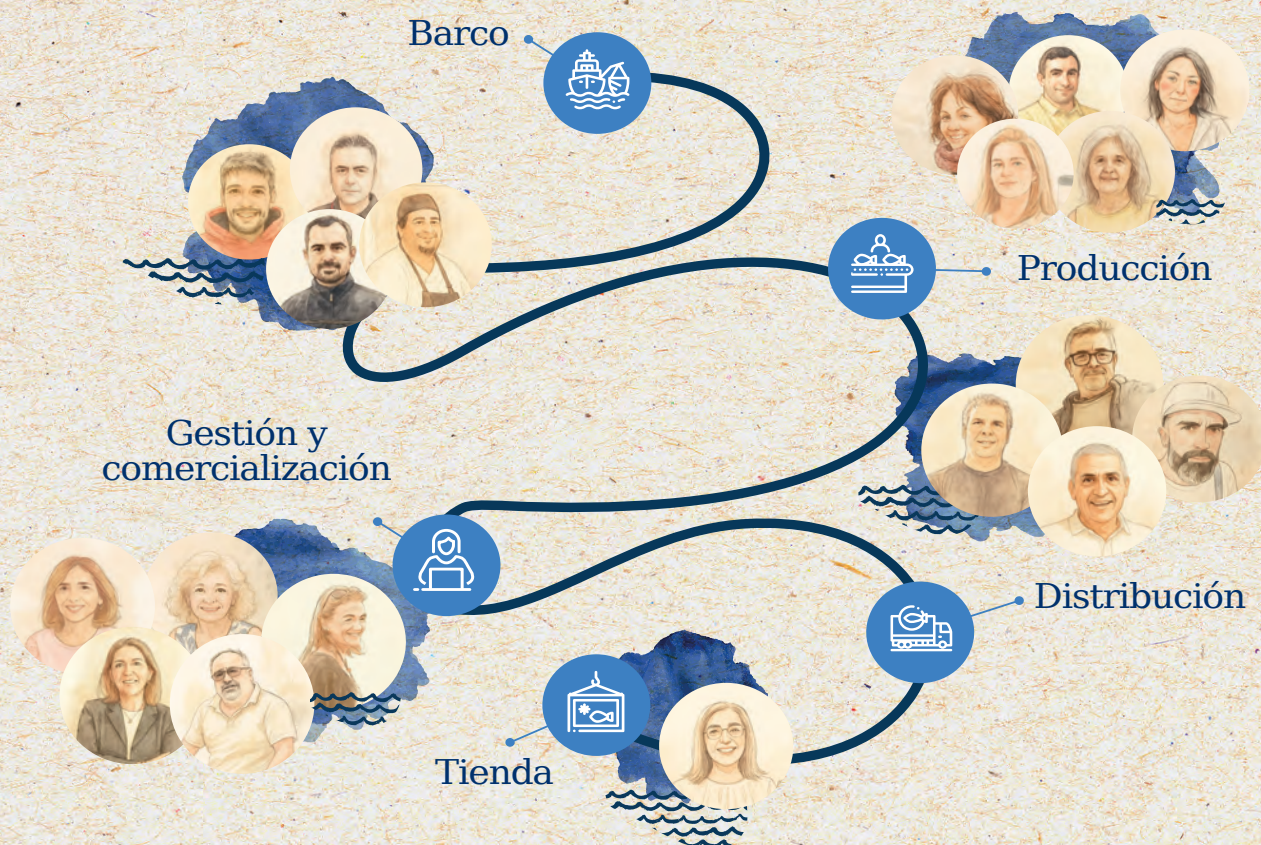 Barco
Producción
Gestión y
comercialización
Distribución
Tienda